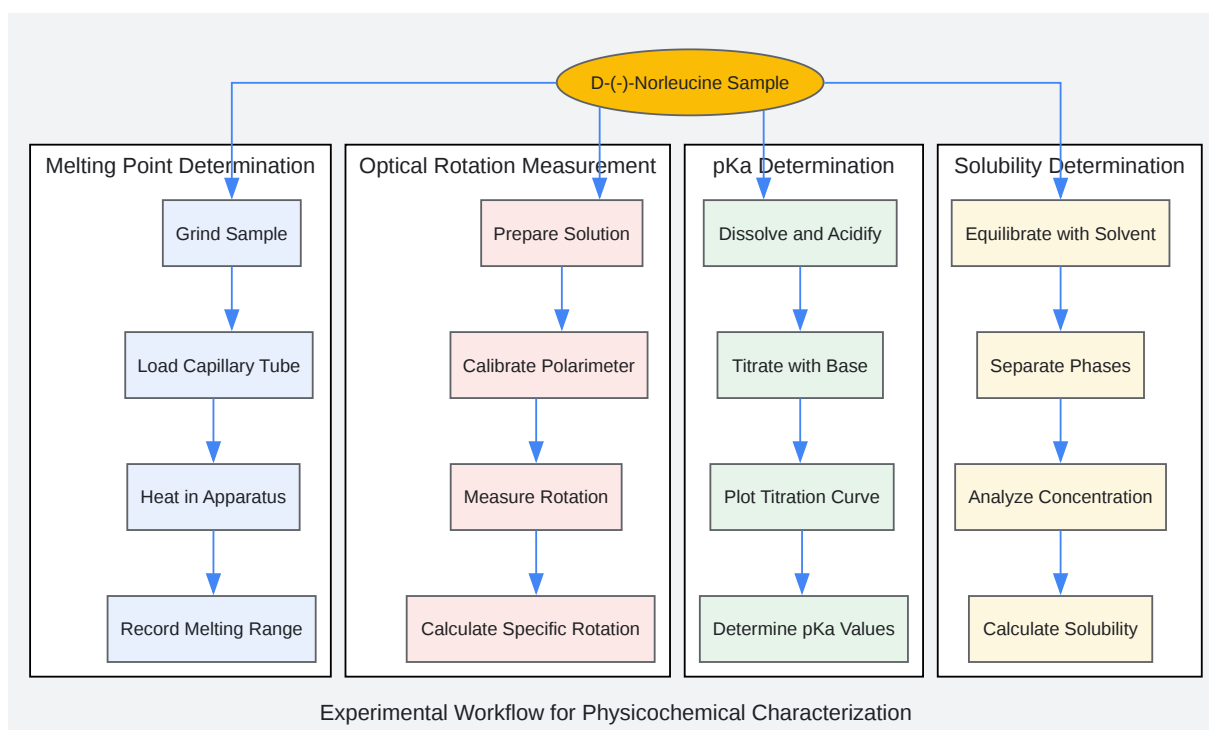 D-(-)-Norleucine Sample
Melting Point Determination
Grind Sample
Load Capillary Tube
Heat in Apparatus
Record Melting Range
Optical Rotation Measurement
Prepare Solution
Calibrate Polarimeter
Measure Rotation
Calculate Specific Rotation
pKa Determination
Dissolve and Acidify
Titrate with Base
Plot Titration Curve
Determine pKa Values
Solubility Determination
Equilibrate with Solvent
Separate Phases
Analyze Concentration
Calculate Solubility
Experimental Workflow for Physicochemical Characterization